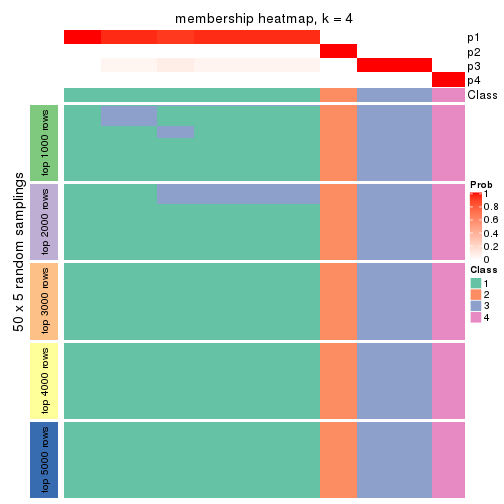 membership heatmap, k = 4
p1
p2
p3
p4
Class
50 x 5 random samplings
top 1000 rows
top 2000 rows
top 3000 rows
top 4000 rows
top 5000 rows
Prob
1
0.8
0.6
0.4
0.2
0
Class
1
2
3
4